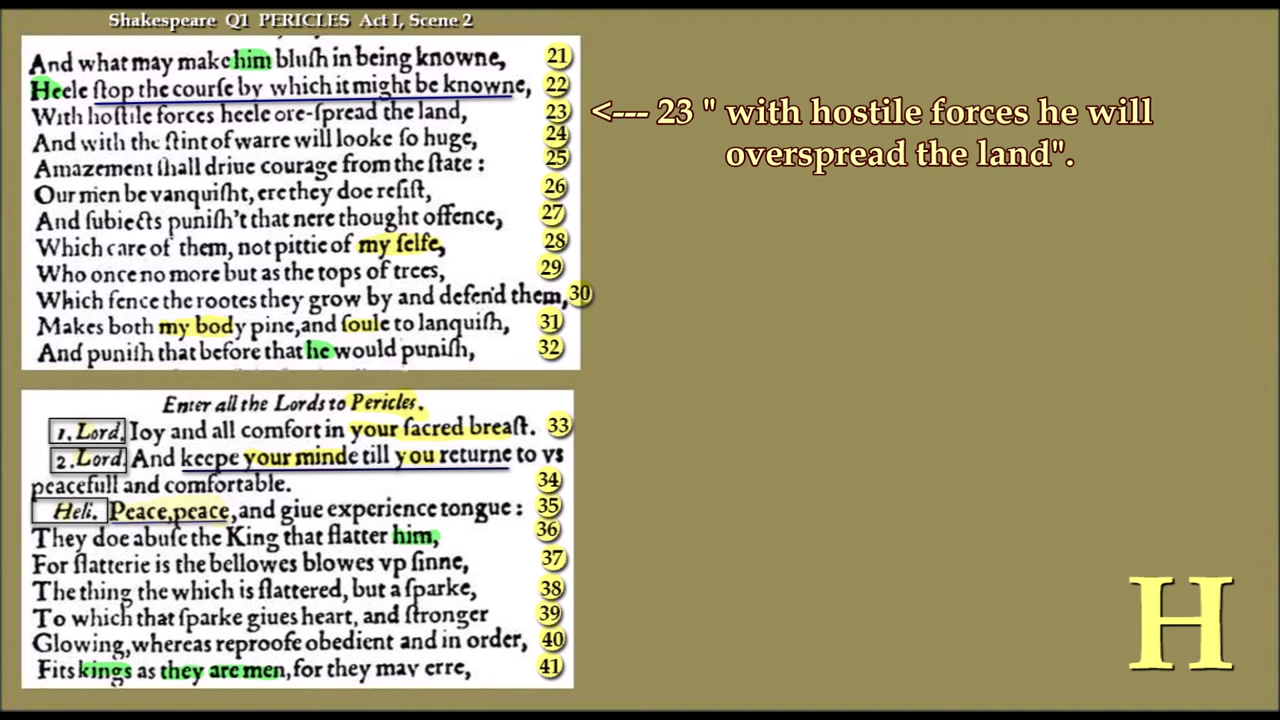 Shakespeare Q1 PERICLES Act I, Scene 2
And what may make him bluſh in being knowne, 21
Heele ſtop the courſe by which it might be knowne, 22
With hoſtile forces heele ore-ſpread the land, 23
And with the ſtint of warre will looke ſo huge, 24
Amazement ſhall driue courage from the ſtate : 25
Our men be vanquiſht, ere they doe reſiſt, 26
And ſubiects puniſh't that nere thought offence, 27
Which care of them, not pittie of my ſelfe, 28
Who once no more but as the tops of trees, 29
Which fence the rootes they grow by and defend them, 30
Makes both my body pine, and ſoule to lanquiſh, 31
And puniſh that before that he would puniſh, 32
<--- 23 " with hostile forces he will
overspread the land".
Enter all the Lords to Pericles.
1. Lord. Ioy and all comfort in your ſacred breaſt. 33
2. Lord. And keepe your minde till you returne to vs
peacefull and comfortable. 34
Heli. Peace, peace, and giue experience tongue : 35
They doe abuſe the King that flatter him, 36
For flatterie is the bellowes blowes vp ſinne, 37
The thing the which is flattered, but a ſparke, 38
To which that ſparke giues heart, and ſtronger 39
Glowing, whereas reproofe obedient and in order, 40
Fits kings as they are men, for they may erre, 41
H